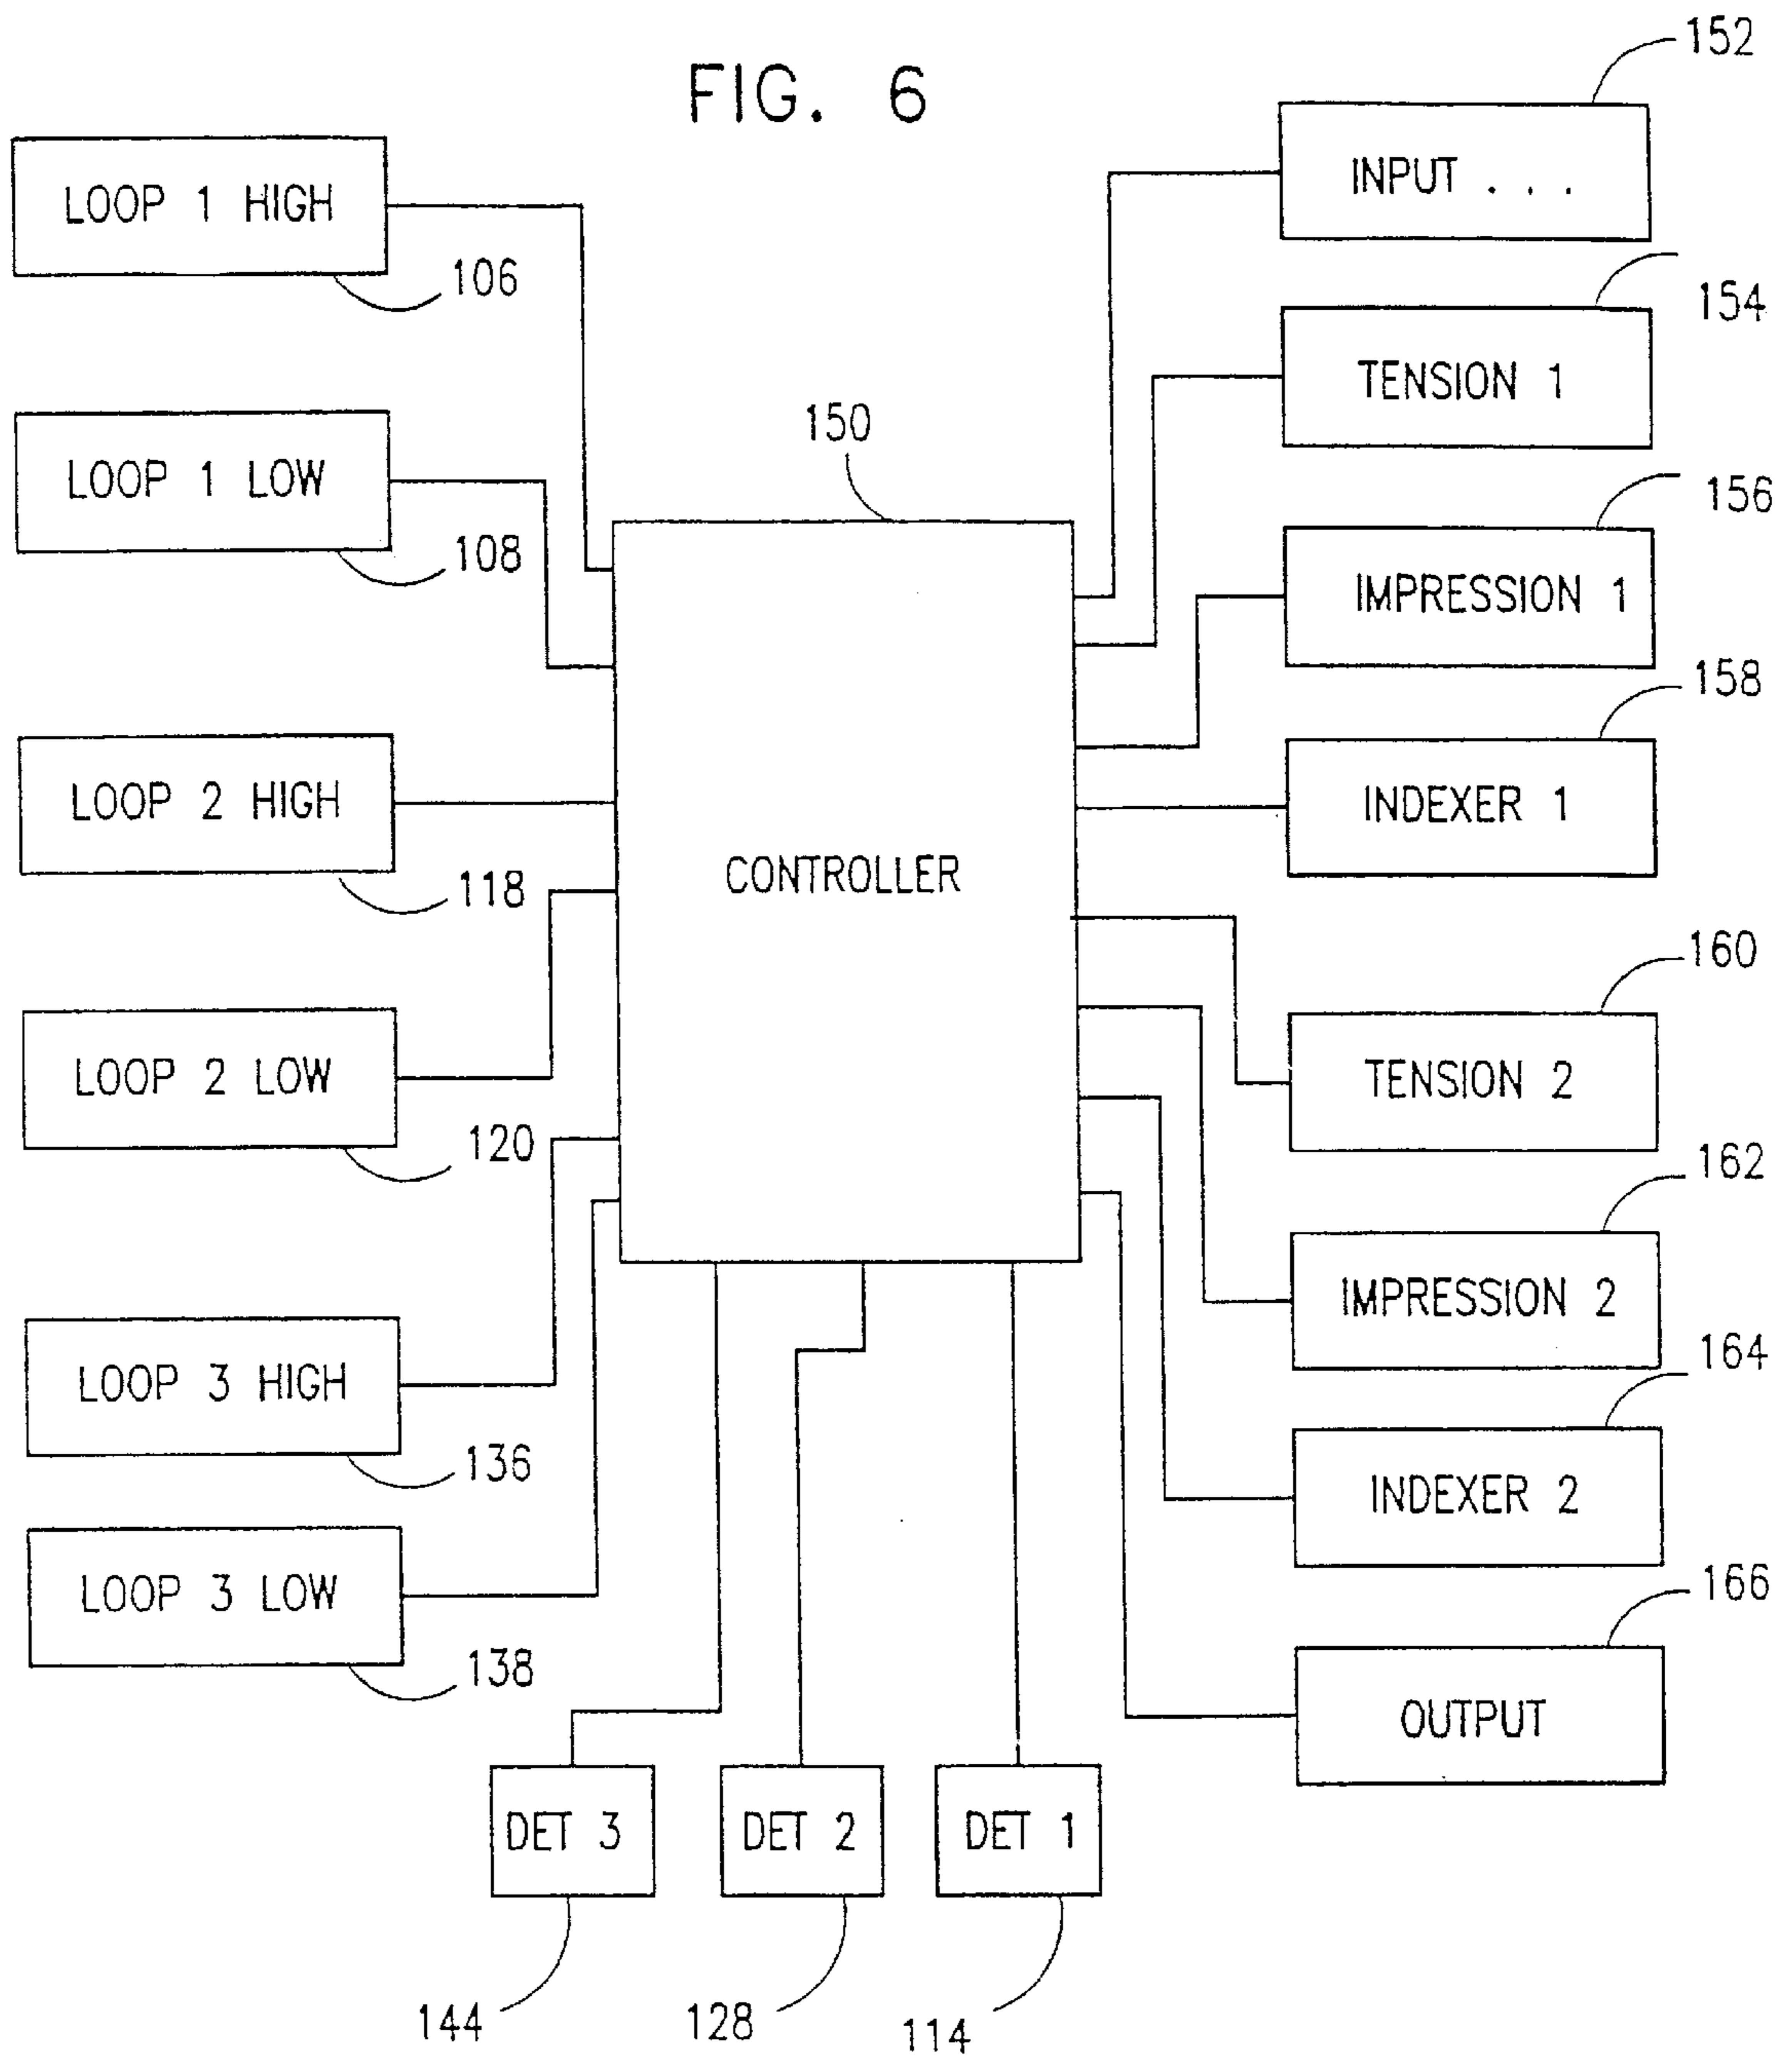 FIG. 6
LOOP 1 HIGH
106
LOOP 1 LOW
108
LOOP 2 HIGH
118
LOOP 2 LOW
120
LOOP 3 HIGH
136
LOOP 3 LOW
138
150
CONTROLLER
152
INPUT . . .
154
TENSION 1
156
IMPRESSION 1
158
INDEXER 1
160
TENSION 2
162
IMPRESSION 2
164
INDEXER 2
166
OUTPUT
DET 3
DET 2
DET 1
144
128
114